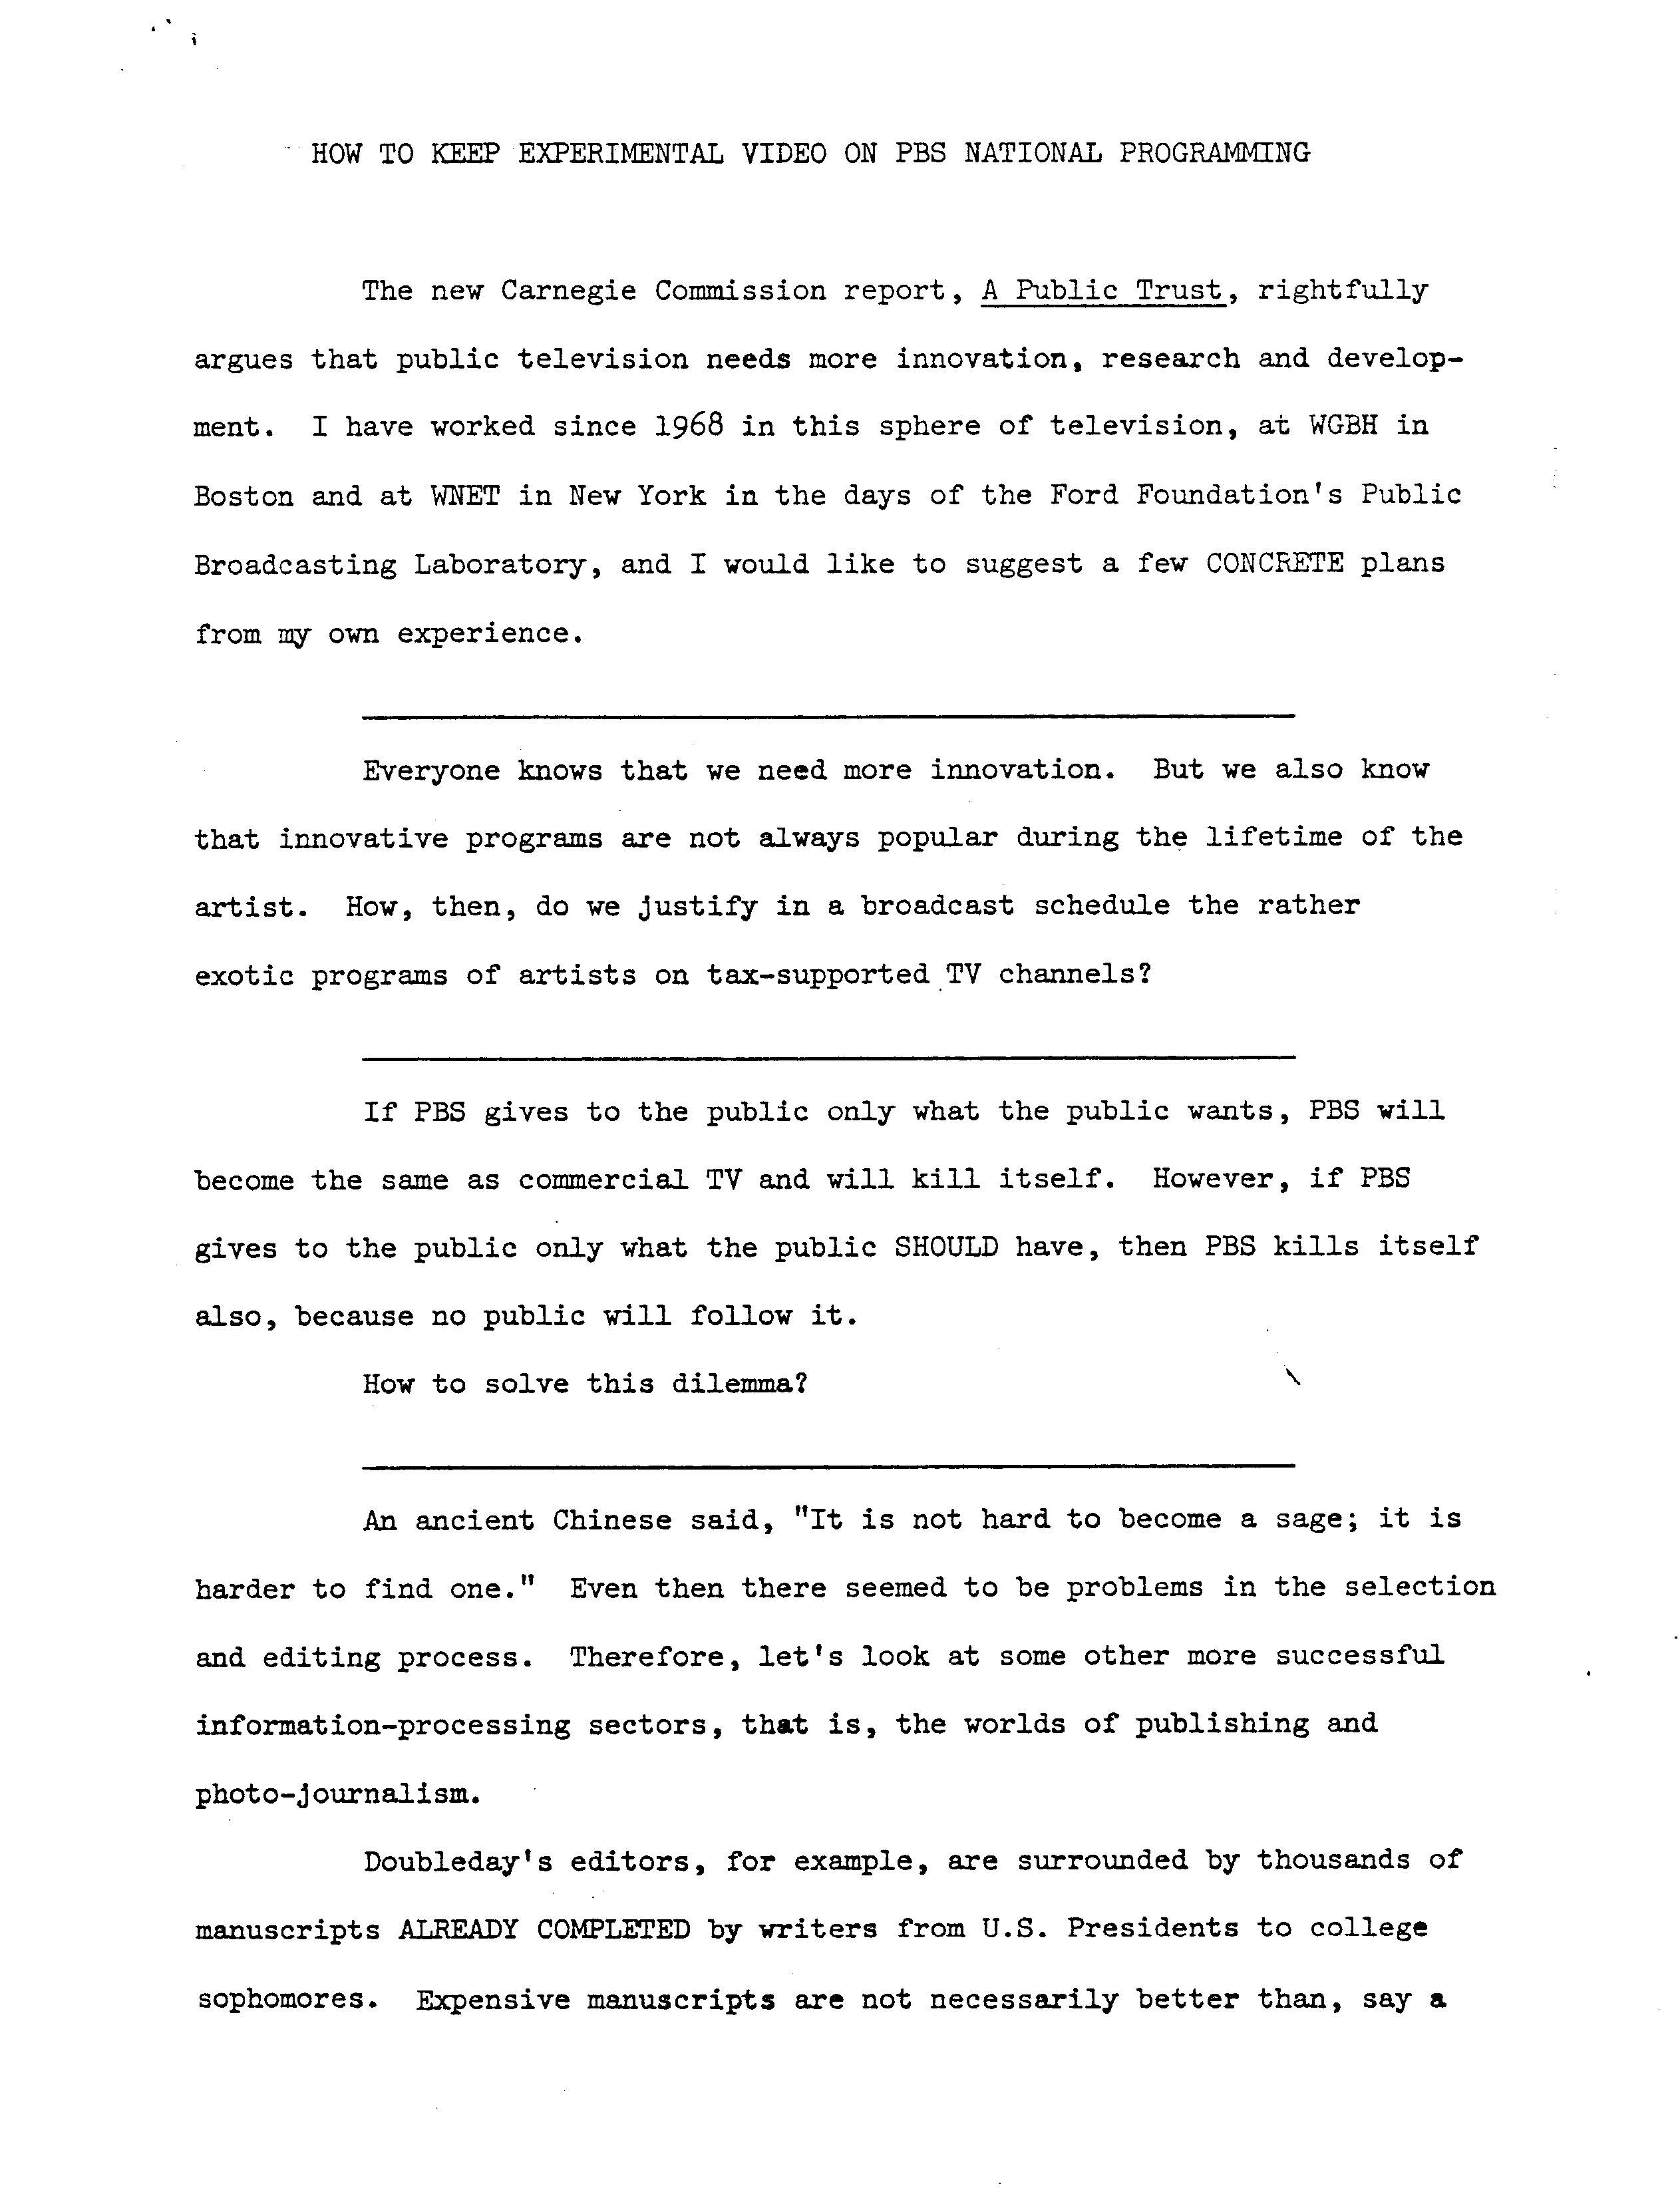 HOW TO KEEP EXPERIMENTAL VIDEO ON PBS NATIONAL PROGRAMMING
The new Carnegie Commission report, A Public Trust, rightfully
argues that public television needs more innovation, research and develop-
ment. I have worked since 1968 in this sphere of television, at WGBH in
Boston and at WNET in New York in the days of the Ford Foundation's Public
Broadcasting Laboratory, and I would like to suggest a few CONCRETE plans
from my own experience.
Everyone knows that we need more innovation. But we also know
that innovative programs are not always popular during the lifetime of the
artist. How, then, do we justify in a broadcast schedule the rather
exotic programs of artists on tax-supported TV channels?
If PBS gives to the public only what the public wants, PBS will
become the same as commercial TV and will kill itself. However, if PBS
gives to the public only what the public SHOULD have, then PBS kills itself
also, because no public will follow it.
How to solve this dilemma?
An ancient Chinese said, "It is not hard to become a sage; it is
harder to find one." Even then there seemed to be problems in the selection
and editing process. Therefore, let's look at some other more successful
information-processing sectors, that is, the worlds of publishing and
photo-journalism.
Doubleday's editors, for example, are surrounded by thousands of
manuscripts ALREADY COMPLETED by writers from U.S. Presidents to college
sophomores. Expensive manuscripts are not necessarily better than, say a